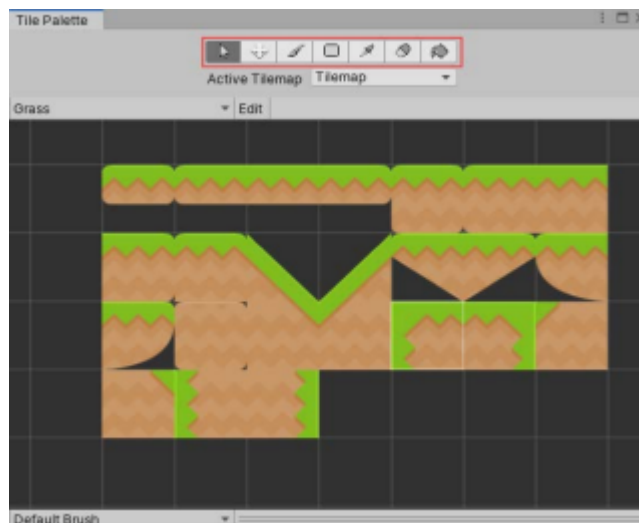 Tile Palette
Active Tilemap Tilemap
Grass Edit
Default Brush